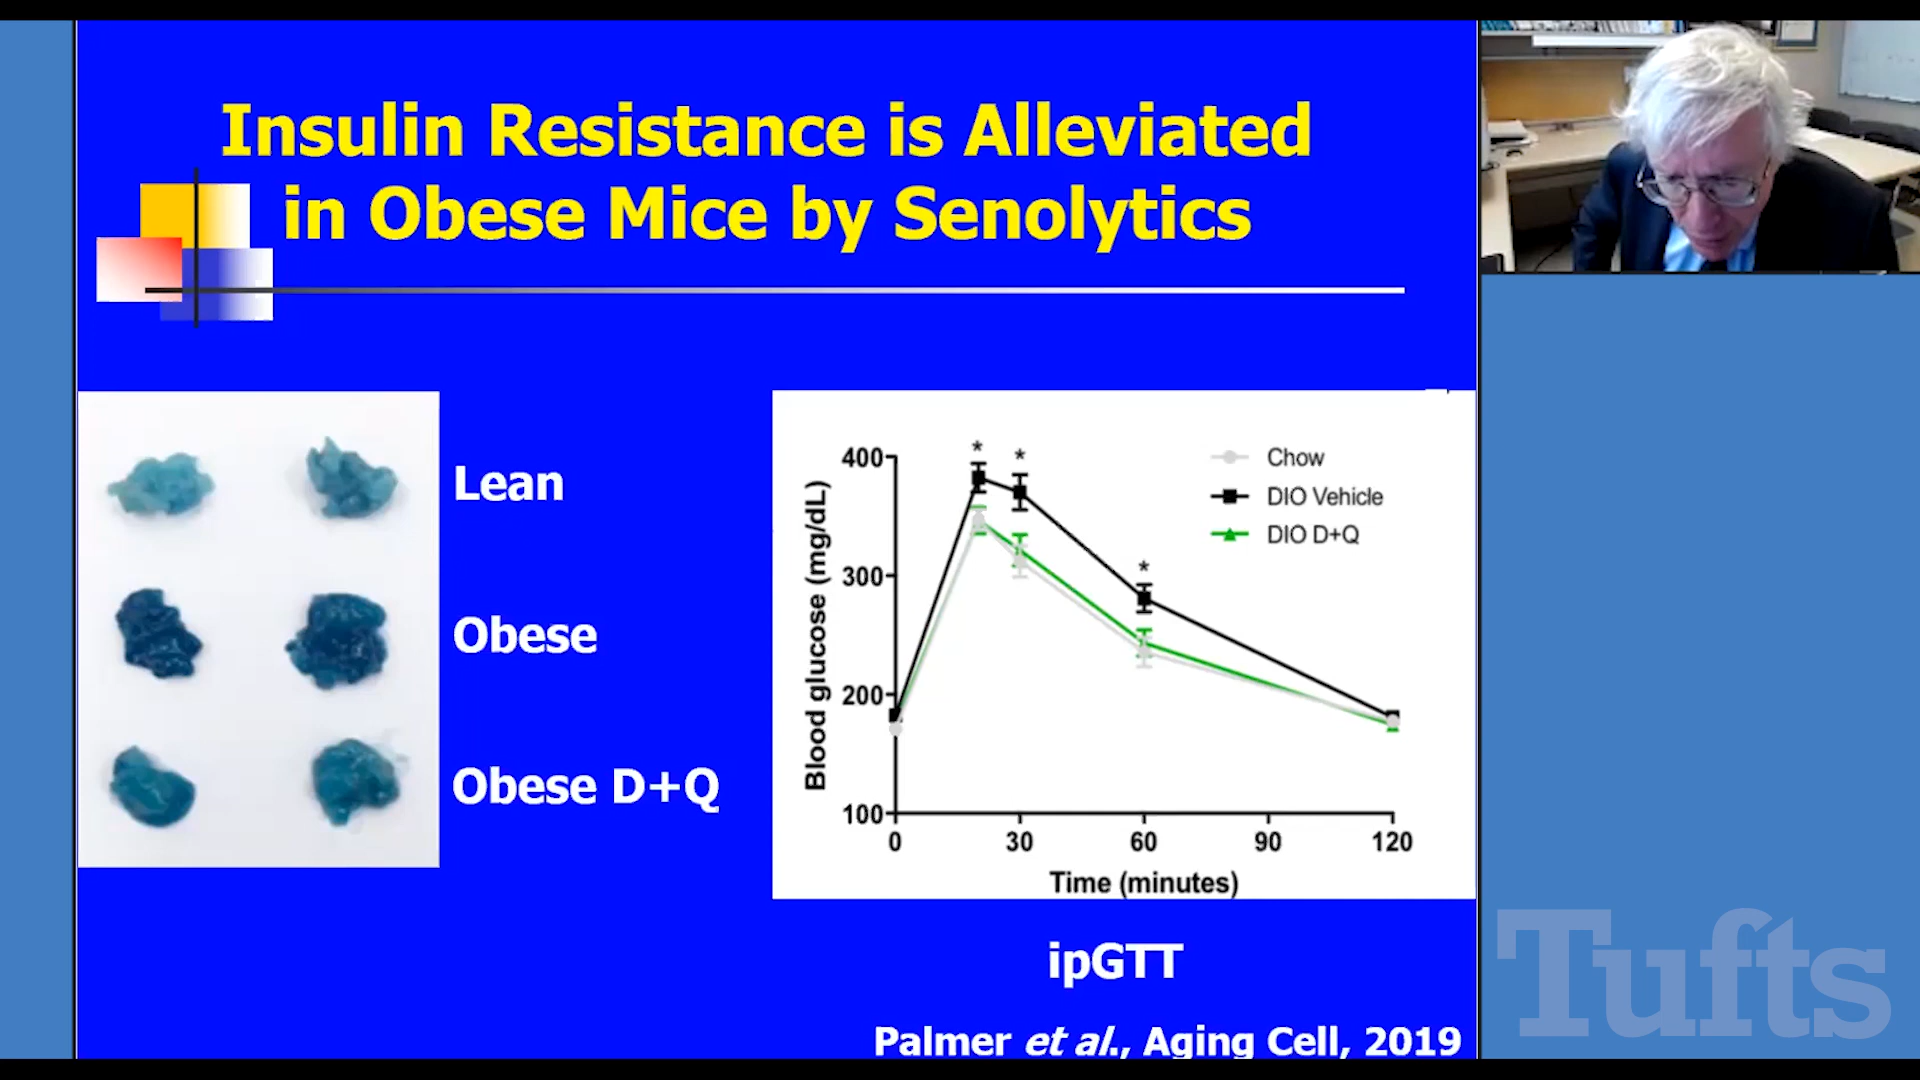 Insulin Resistance is Alleviated
in Obese Mice by Senolytics
Lean
Obese
Obese D+Q
400
300
200
100
Blood glucose (mg/dL)
* * *
Chow
DIO Vehicle
DIO D+Q
0 30 60 90 120
Time (minutes)
ipGTT
Palmer et al., Aging Cell, 2019
Tufts